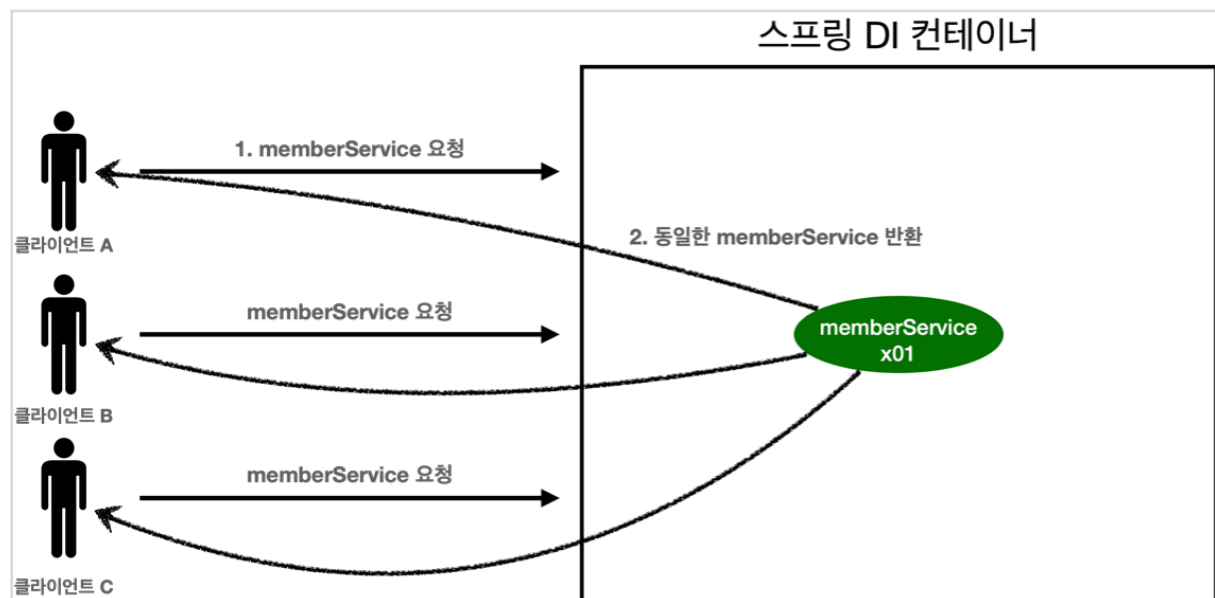 스프링 DI 컨테이너
1. memberService 요청
클라이언트 A
2. 동일한 memberService 반환
memberService 요청
memberService
x01
클라이언트 B
memberService 요청
클라이언트 C